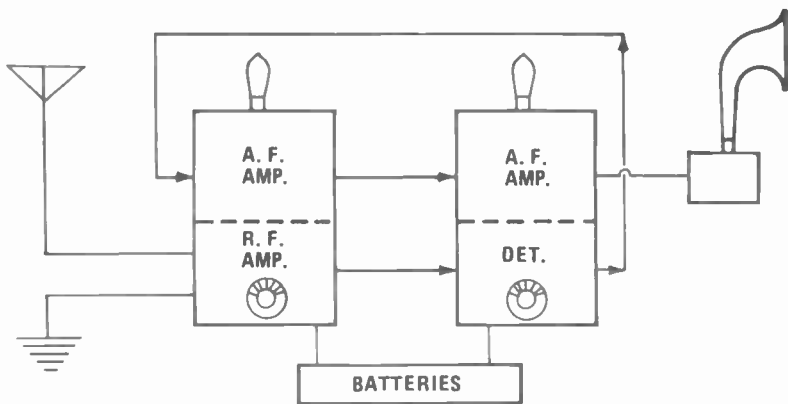 A. F.
AMP.
A. F.
AMP.
R. F.
AMP.
DET.
BATTERIES